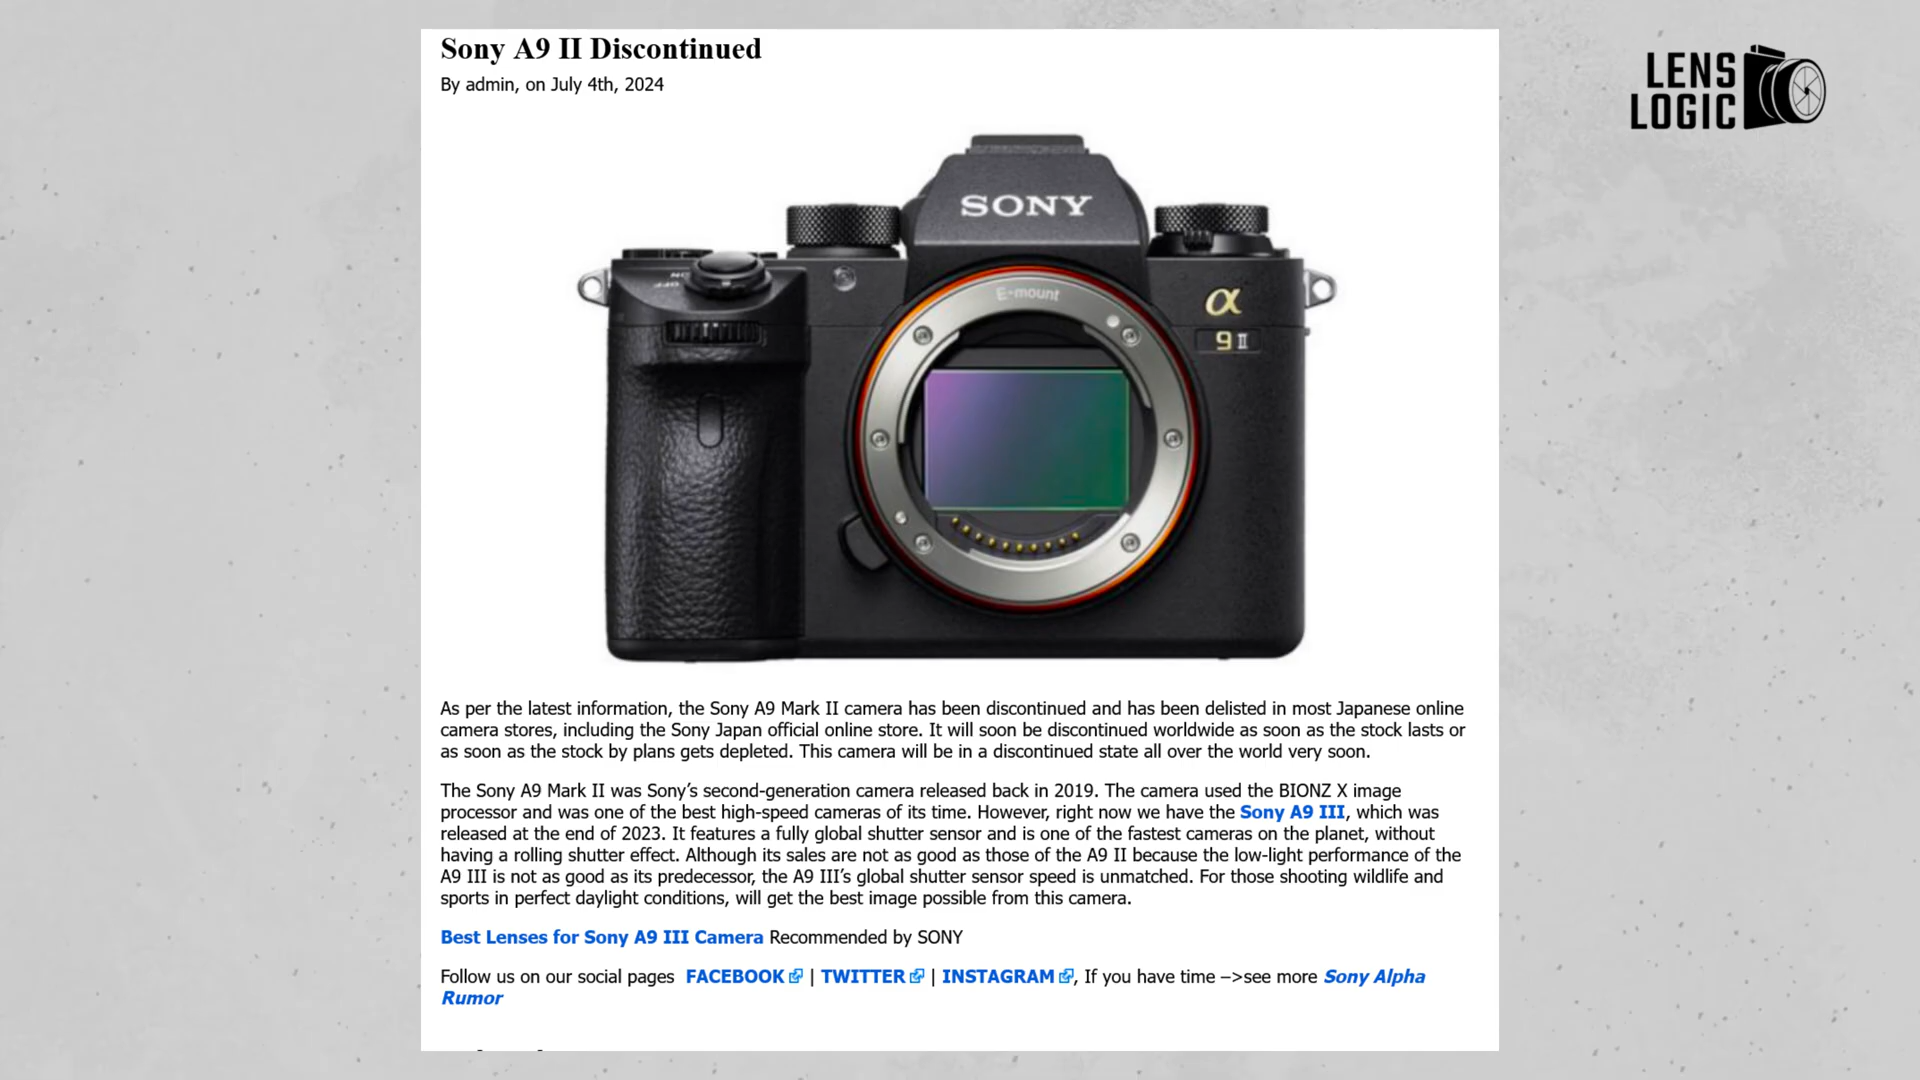 Sony A9 II Discontinued
By admin, on July 4th, 2024
LENS
LOGIC
SONY
E-mount
α
9 II
As per the latest information, the Sony A9 Mark II camera has been discontinued and has been delisted in most Japanese online
camera stores, including the Sony Japan official online store. It will soon be discontinued worldwide as soon as the stock lasts or
as soon as the stock by plans gets depleted. This camera will be in a discontinued state all over the world very soon.
The Sony A9 Mark II was Sony’s second-generation camera released back in 2019. The camera used the BIONZ X image
processor and was one of the best high-speed cameras of its time. However, right now we have the Sony A9 III, which was
released at the end of 2023. It features a fully global shutter sensor and is one of the fastest cameras on the planet, without
having a rolling shutter effect. Although its sales are not as good as those of the A9 II because the low-light performance of the
A9 III is not as good as its predecessor, the A9 III’s global shutter sensor speed is unmatched. For those shooting wildlife and
sports in perfect daylight conditions, will get the best image possible from this camera.
Best Lenses for Sony A9 III Camera Recommended by SONY
Follow us on our social pages FACEBOOK | TWITTER | INSTAGRAM, If you have time –>see more Sony Alpha
Rumor